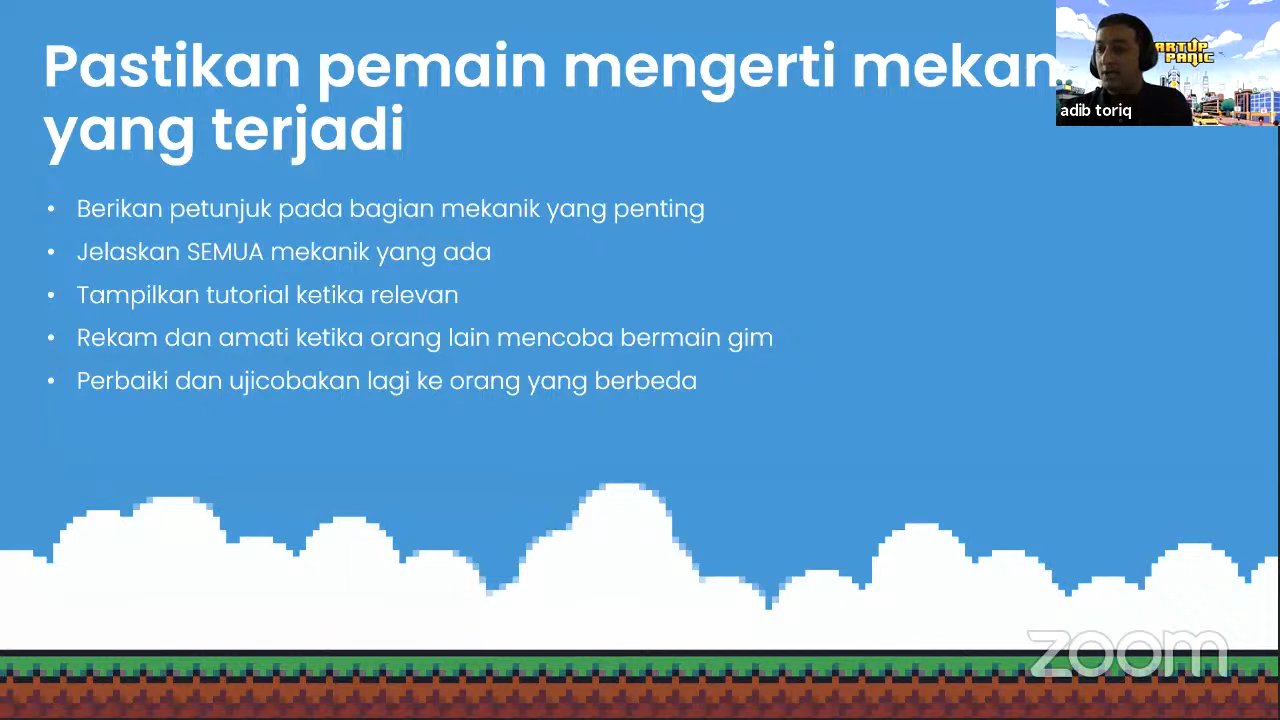 Pastikan pemain mengerti mekan
yang terjadi
• Berikan petunjuk pada bagian mekanik yang penting
• Jelaskan SEMUA mekanik yang ada
• Tampilkan tutorial ketika relevan
• Rekam dan amati ketika orang lain mencoba bermain gim
• Perbaiki dan ujicobakan lagi ke orang yang berbeda
ARTUP
PANIC
adib toriq
zoom